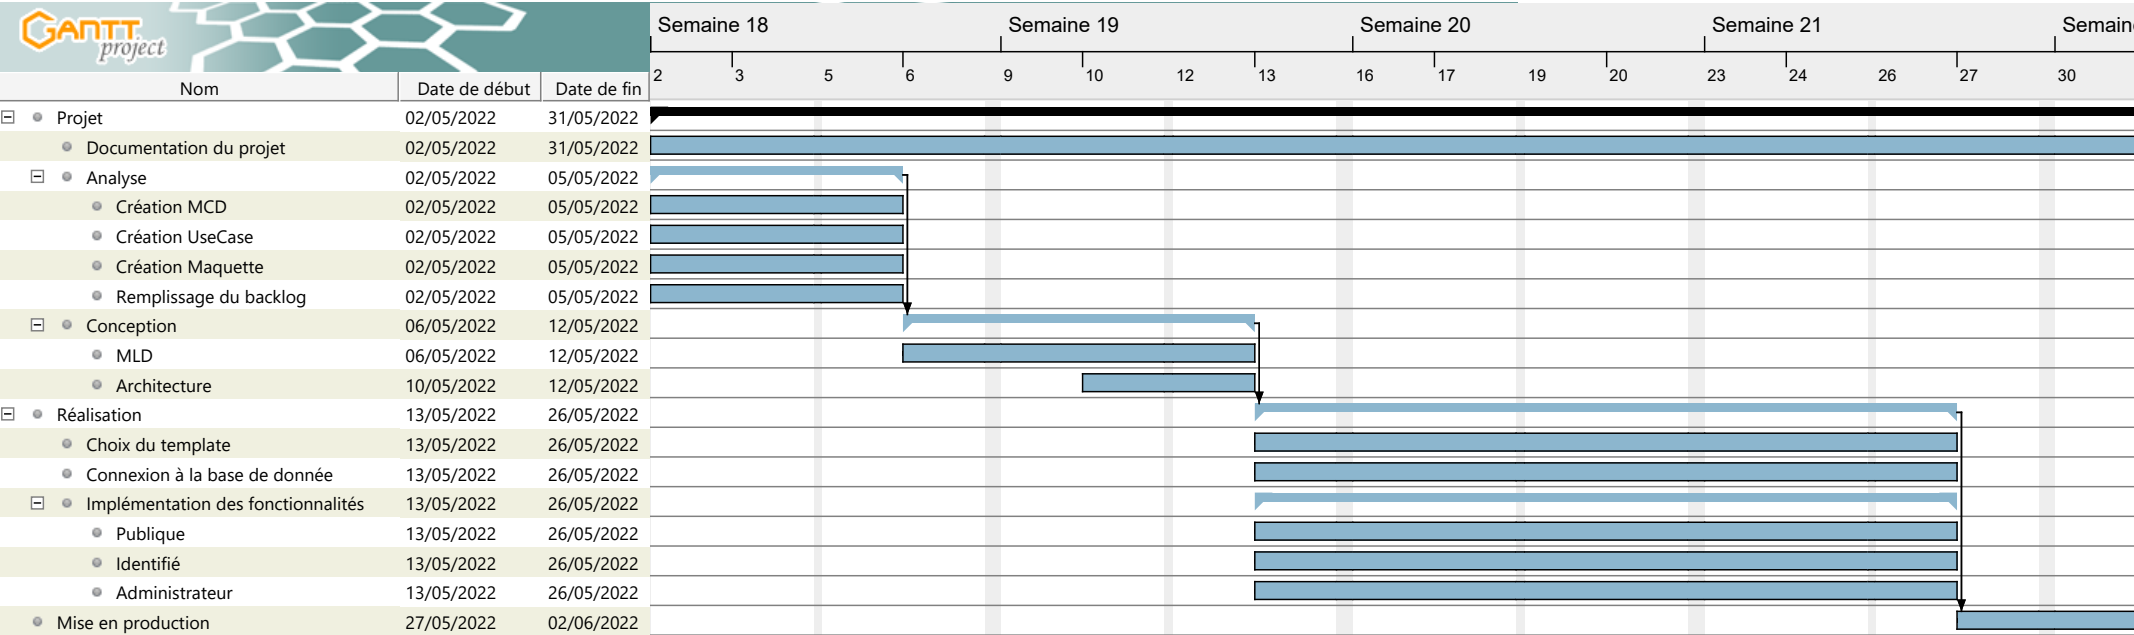 GANTT
project
Semaine 18 Semaine 19 Semaine 20 Semaine 21 Semain
2 3 5 6 9 10 12 13 16 17 19 20 23 24 26 27 30
Nom Date de début Date de fin
Projet 02/05/2022 31/05/2022
Documentation du projet 02/05/2022 31/05/2022
Analyse 02/05/2022 05/05/2022
Création MCD 02/05/2022 05/05/2022
Création UseCase 02/05/2022 05/05/2022
Création Maquette 02/05/2022 05/05/2022
Remplissage du backlog 02/05/2022 05/05/2022
Conception 06/05/2022 12/05/2022
MLD 06/05/2022 12/05/2022
Architecture 10/05/2022 12/05/2022
Réalisation 13/05/2022 26/05/2022
Choix du template 13/05/2022 26/05/2022
Connexion à la base de donnée 13/05/2022 26/05/2022
Implémentation des fonctionnalités 13/05/2022 26/05/2022
Publique 13/05/2022 26/05/2022
Identifié 13/05/2022 26/05/2022
Administrateur 13/05/2022 26/05/2022
Mise en production 27/05/2022 02/06/2022